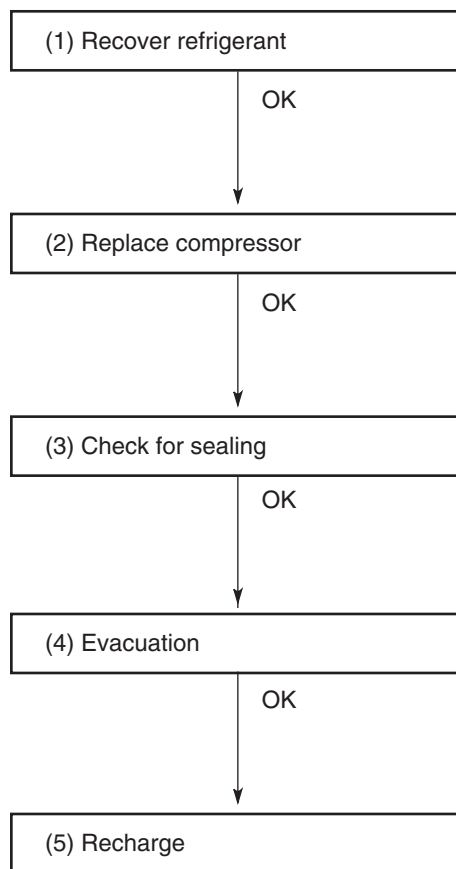 (1) Recover refrigerant
OK
(2) Replace compressor
OK
(3) Check for sealing
OK
(4) Evacuation
OK
(5) Recharge